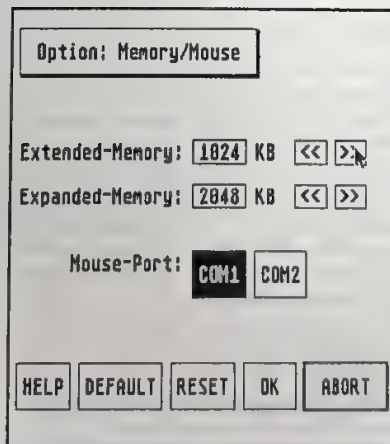 Option: Memory/Mouse
Extended-Memory: 1024 KB << >>
Expanded-Memory: 2048 KB << >>
Mouse-Port: COM1 COM2
HELP DEFAULT RESET OK ABORT